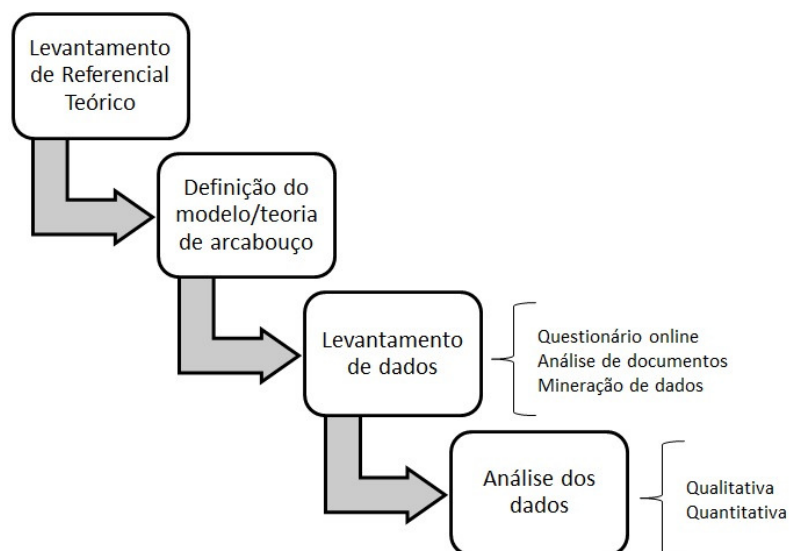 Levantamento
de Referencial
Teórico
Definição do
modelo/teoria
de arcabouço
Levantamento
de dados
Questionário online
Análise de documentos
Mineração de dados
Análise dos
dados
Qualitativa
Quantitativa